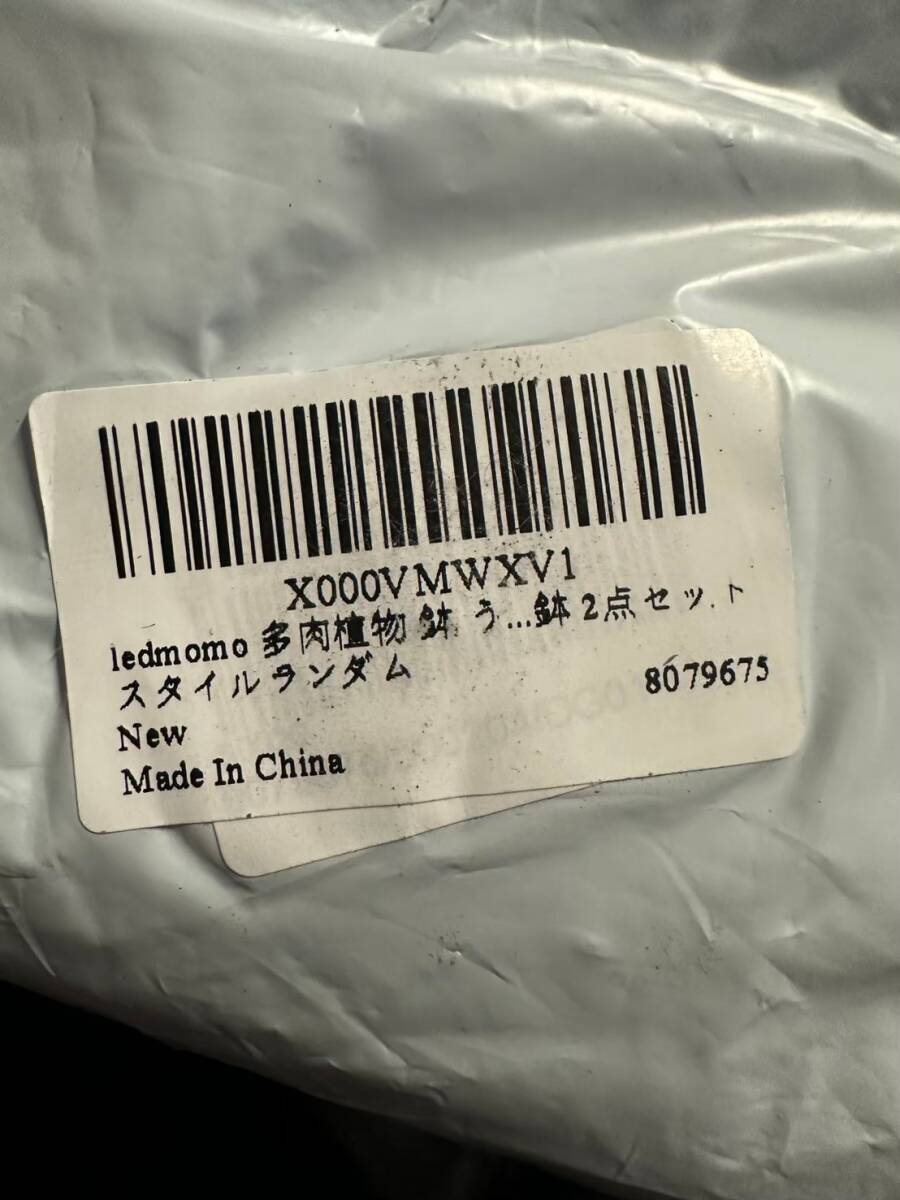 X000VMWXV1
ledmomo 多肉植物 鉢 う...鉢 2点セット
スタイルランダム
8079675
New
Made In China